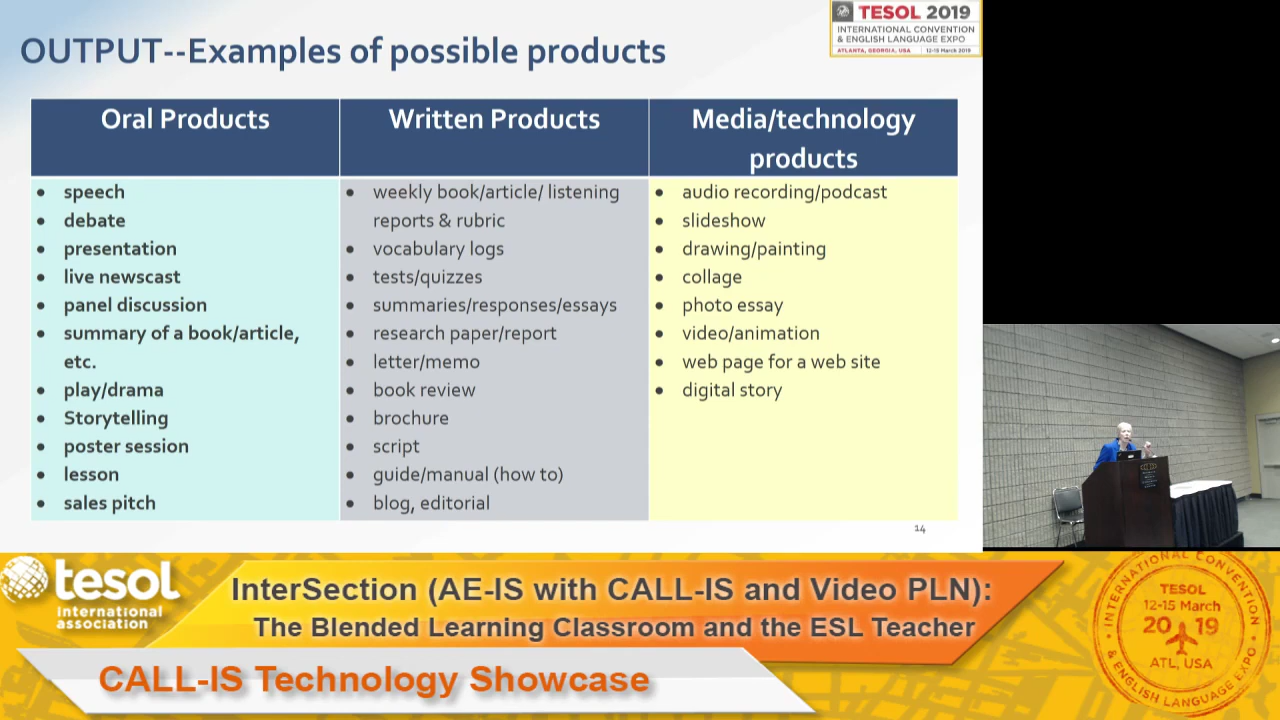 OUTPUT--Examples of possible products
TESOL 2019
INTERNATIONAL CONVENTION
& ENGLISH LANGUAGE EXPO
ATLANTA, GEORGIA, USA
12-15 March 2019
Oral Products
Written Products
Media/technology
products
• speech
• debate
• presentation
• live newscast
• panel discussion
• summary of a book/article,
etc.
• play/drama
• Storytelling
• poster session
• lesson
• sales pitch
• weekly book/article/ listening
reports & rubric
• vocabulary logs
• tests/quizzes
• summaries/responses/essays
• research paper/report
• letter/memo
• book review
• brochure
• script
• guide/manual (how to)
• blog, editorial
• audio recording/podcast
• slideshow
• drawing/painting
• collage
• photo essay
• video/animation
• web page for a web site
• digital story
14
tesol
international
association
InterSection (AE-IS with CALL-IS and Video PLN):
The Blended Learning Classroom and the ESL Teacher
CALL-IS Technology Showcase
INTERNATIONAL CONVENTION
TESOL
12-15 March
20 19
ATL, USA
& ENGLISH LANGUAGE EXPO